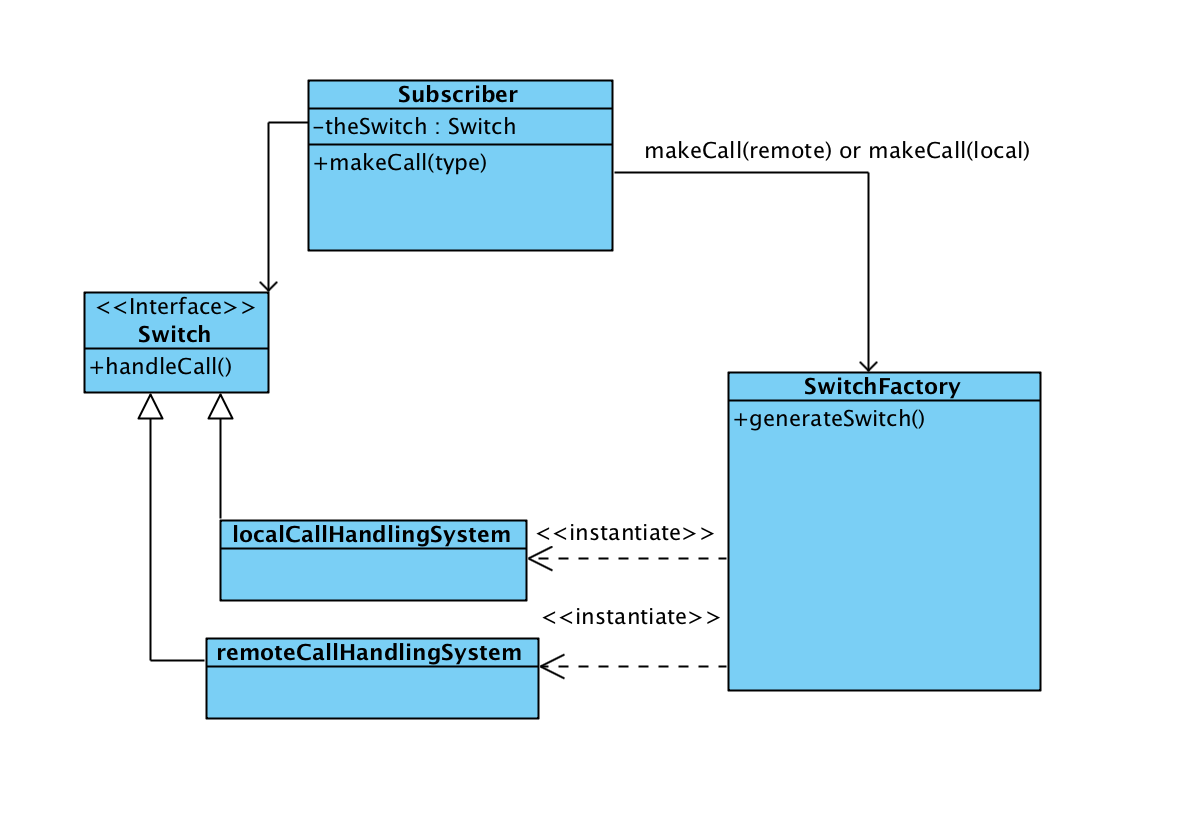 Subscriber
-theSwitch : Switch
+makeCall(type)
makeCall(remote) or makeCall(local)
<<Interface>>
Switch
+handleCall()
SwitchFactory
+generateSwitch()
localCallHandlingSystem
<<instantiate>>
<<instantiate>>
remoteCallHandlingSystem